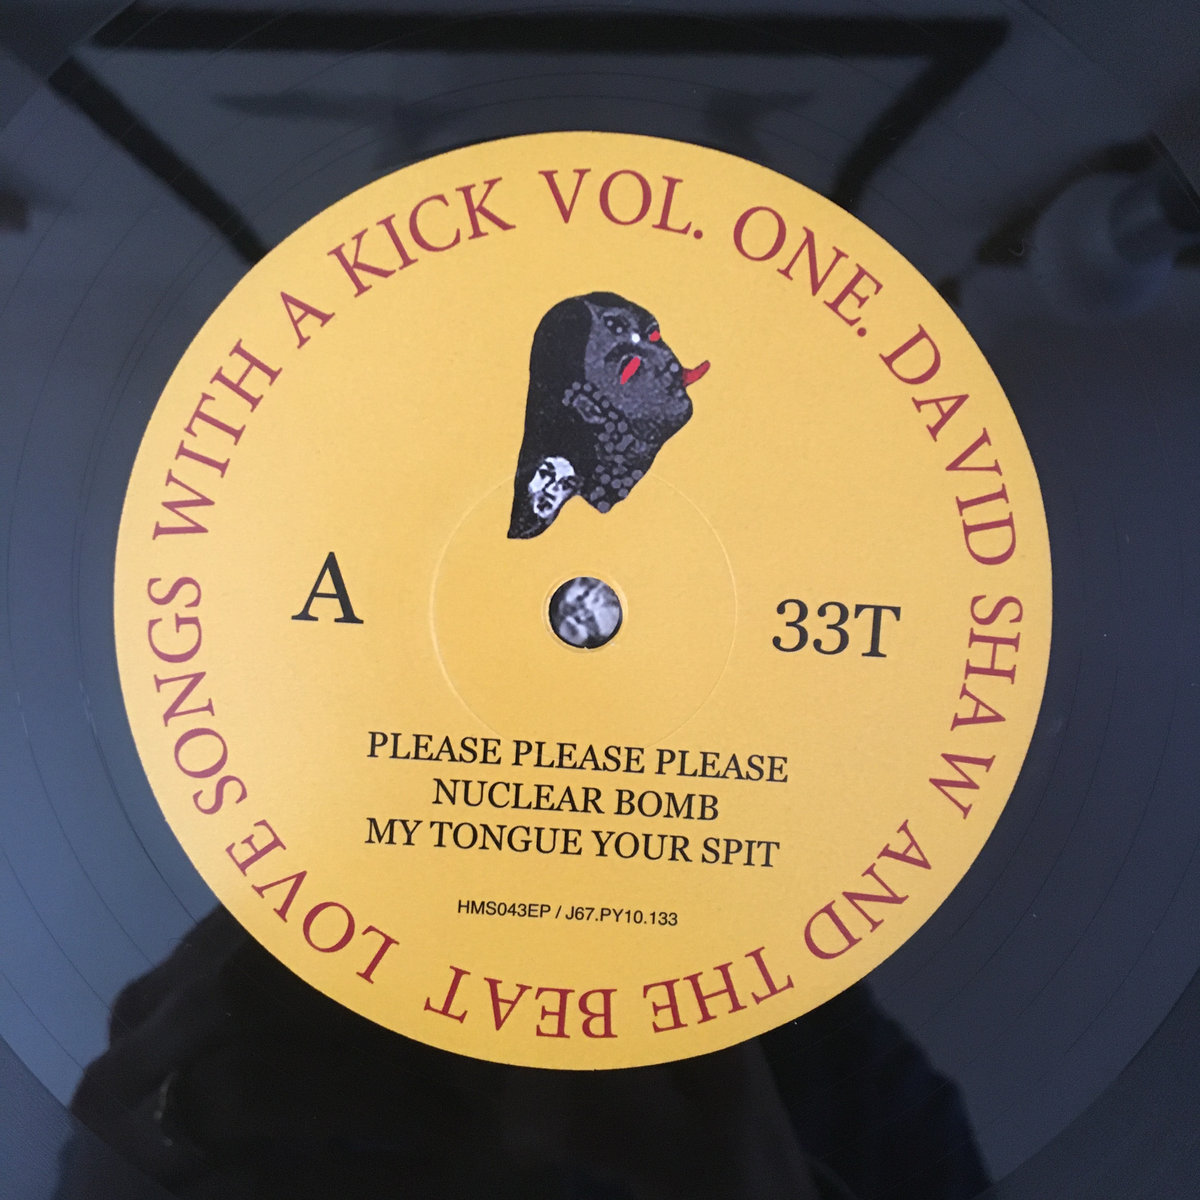 LOVE SONGS WITH A KICK VOL. ONE. DAVID SHAW AND THE BEAT
A
33T
PLEASE PLEASE PLEASE
NUCLEAR BOMB
MY TONGUE YOUR SPIT
HMS043EP / J67.PY10.133